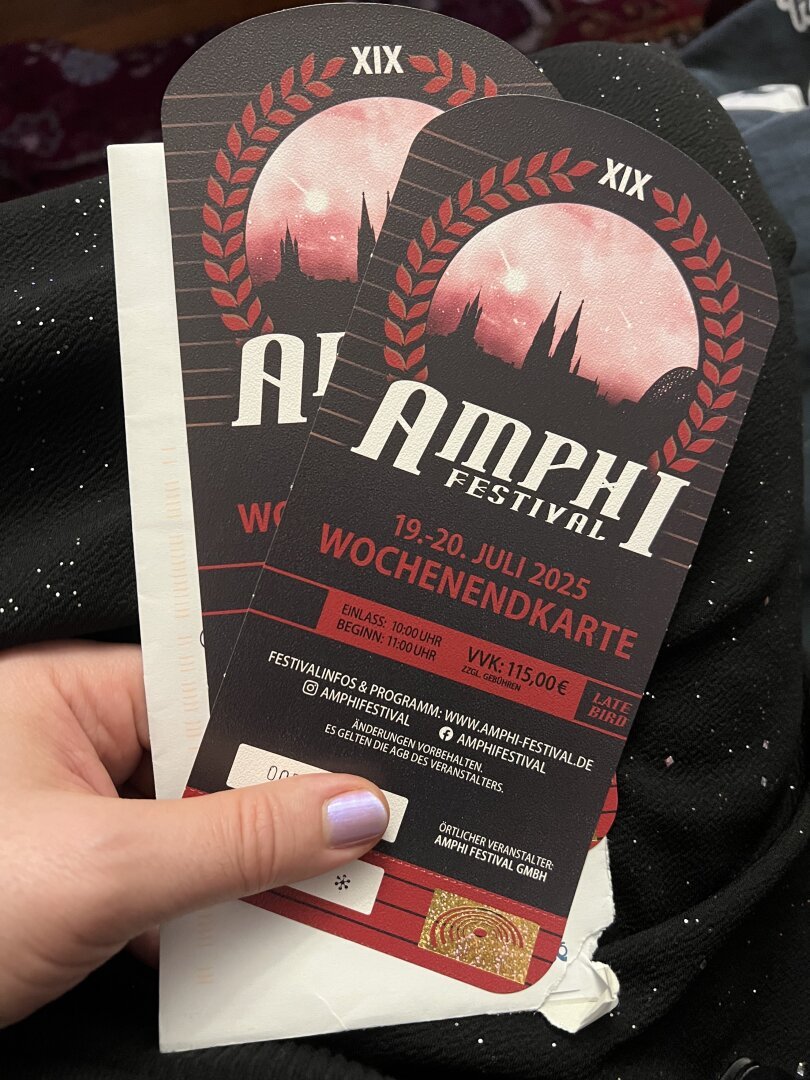 XIX
A
WO
XIX
AMPHI
FESTIVAL
19.-20. JULI 2025
WOCHENENDKARTE
EINLASS: 10:00 UHR
BEGINN: 11:00 UHR
VVK: 115,00 €
ZZGL. GEBÜHREN
LATE
BIRD
FESTIVALINFOS & PROGRAMM: WWW.AMPHI-FESTIVAL.DE
AMPHIFESTIVAL AMPHIFESTIVAL
ÄNDERUNGEN VORBEHALTEN.
ES GELTEN DIE AGB DES VERANSTALTERS.
ÖRTLICHER VERANSTALTER:
AMPHI FESTIVAL GMBH